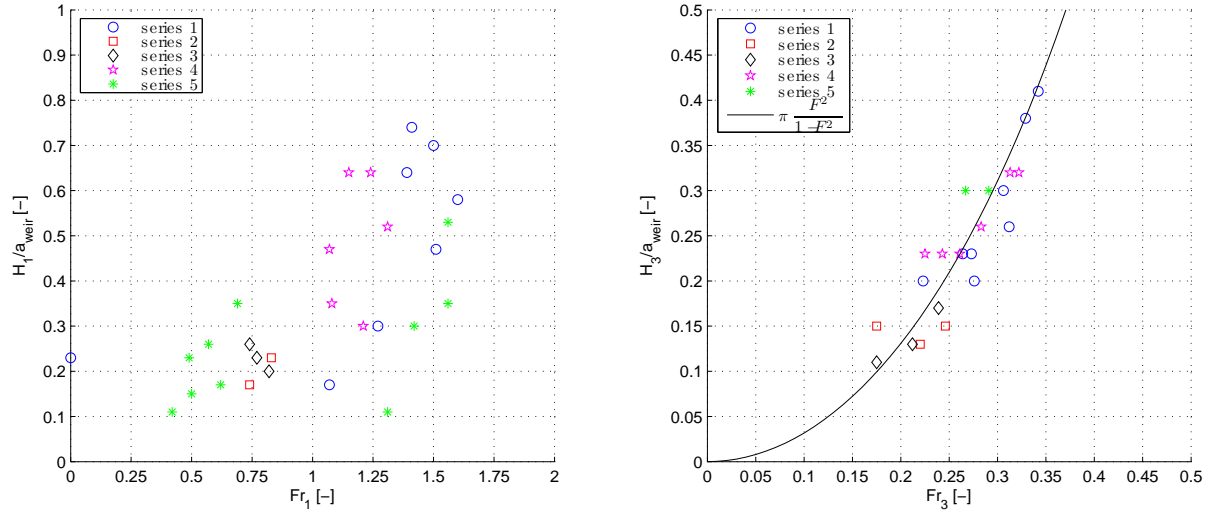 1
0.9
0.8
0.7
0.6
0.5
0.4
0.3
0.2
0.1
0
0 0.25 0.5 0.75 1 1.25 1.5 1.75 2
Fr1 [–]
H1/aweir [–]
series 1
series 2
series 3
series 4
series 5
0.5
0.45
0.4
0.35
0.3
0.25
0.2
0.15
0.1
0.05
0
0 0.05 0.1 0.15 0.2 0.25 0.3 0.35 0.4 0.45 0.5
Fr3 [–]
H3/aweir [–]
series 1
series 2
series 3
series 4
series 5
π F²
1−F²